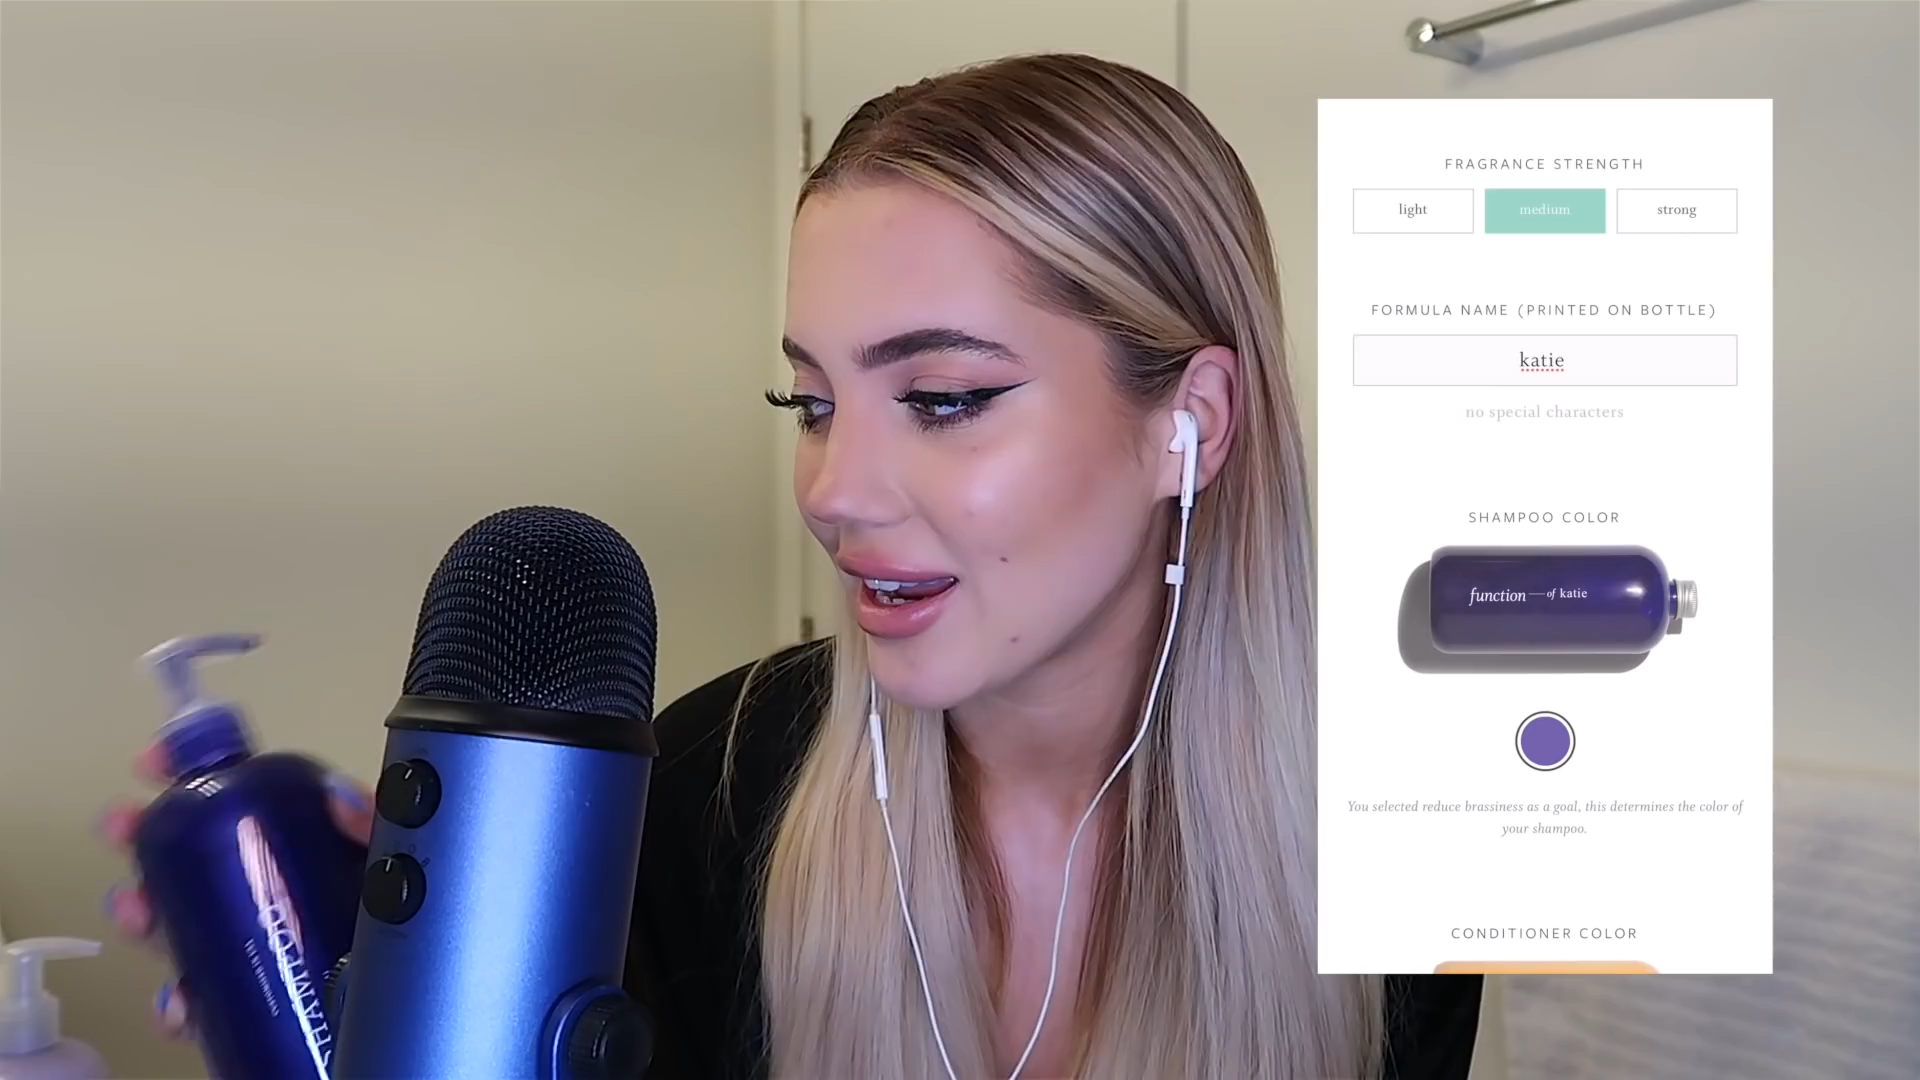 FRAGRANCE STRENGTH
light medium strong
FORMULA NAME (PRINTED ON BOTTLE)
katie
no special characters
SHAMPOO COLOR
function — of katie
You selected reduce brassiness as a goal, this determines the color of
your shampoo.
CONDITIONER COLOR
SHAMPOO